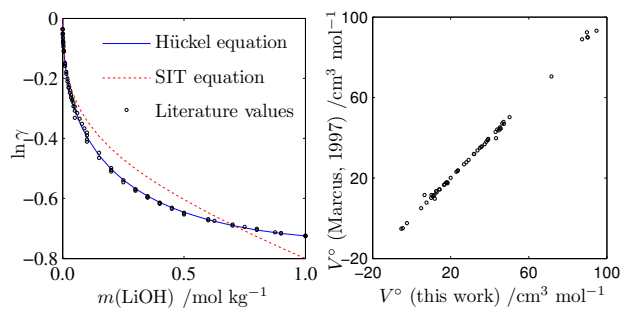 0
−0.2
−0.4
−0.6
−0.8
ln γ
Hückel equation
SIT equation
Literature values
0.0
0.5
1.0
m(LiOH) /mol kg⁻¹
100
60
20
−20
V° (Marcus, 1997) /cm³ mol⁻¹
−20
20
60
100
V° (this work) /cm³ mol⁻¹